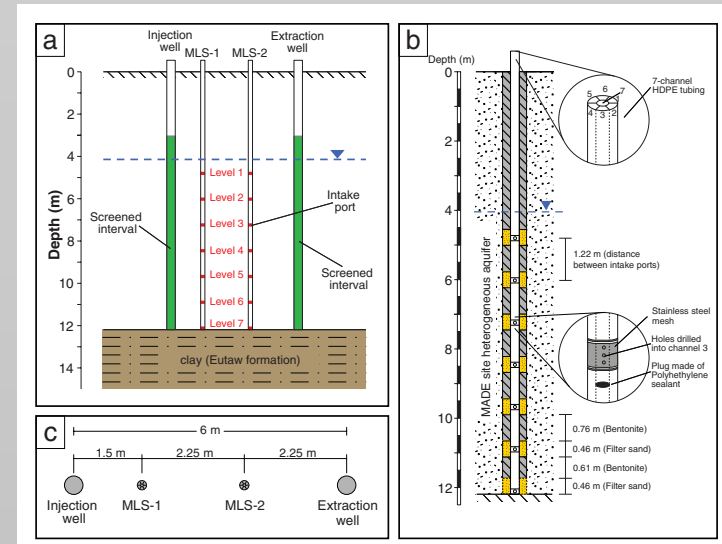 a
Injection
well
MLS-1
MLS-2
Extraction
well
Depth (m)
0
2
4
6
8
10
12
14
Level 1
Level 2
Level 3
Level 4
Level 5
Level 6
Level 7
Screened
interval
Intake
port
Screened
interval
clay (Eutaw formation)
b
Depth (m)
0
2
4
6
8
10
12
MADE site heterogeneous aquifer
5
6
7
4
3
2
7-channel
HDPE tubing
1.22 m (distance
between intake ports)
Stainless steel
mesh
Holes drilled
into channel 3
Plug made of
Polyhethylene
sealant
0.76 m (Bentonite)
0.46 m (Filter sand)
0.61 m (Bentonite)
0.46 m (Filter sand)
c
6 m
1.5 m
2.25 m
2.25 m
Injection
well
MLS-1
MLS-2
Extraction
well